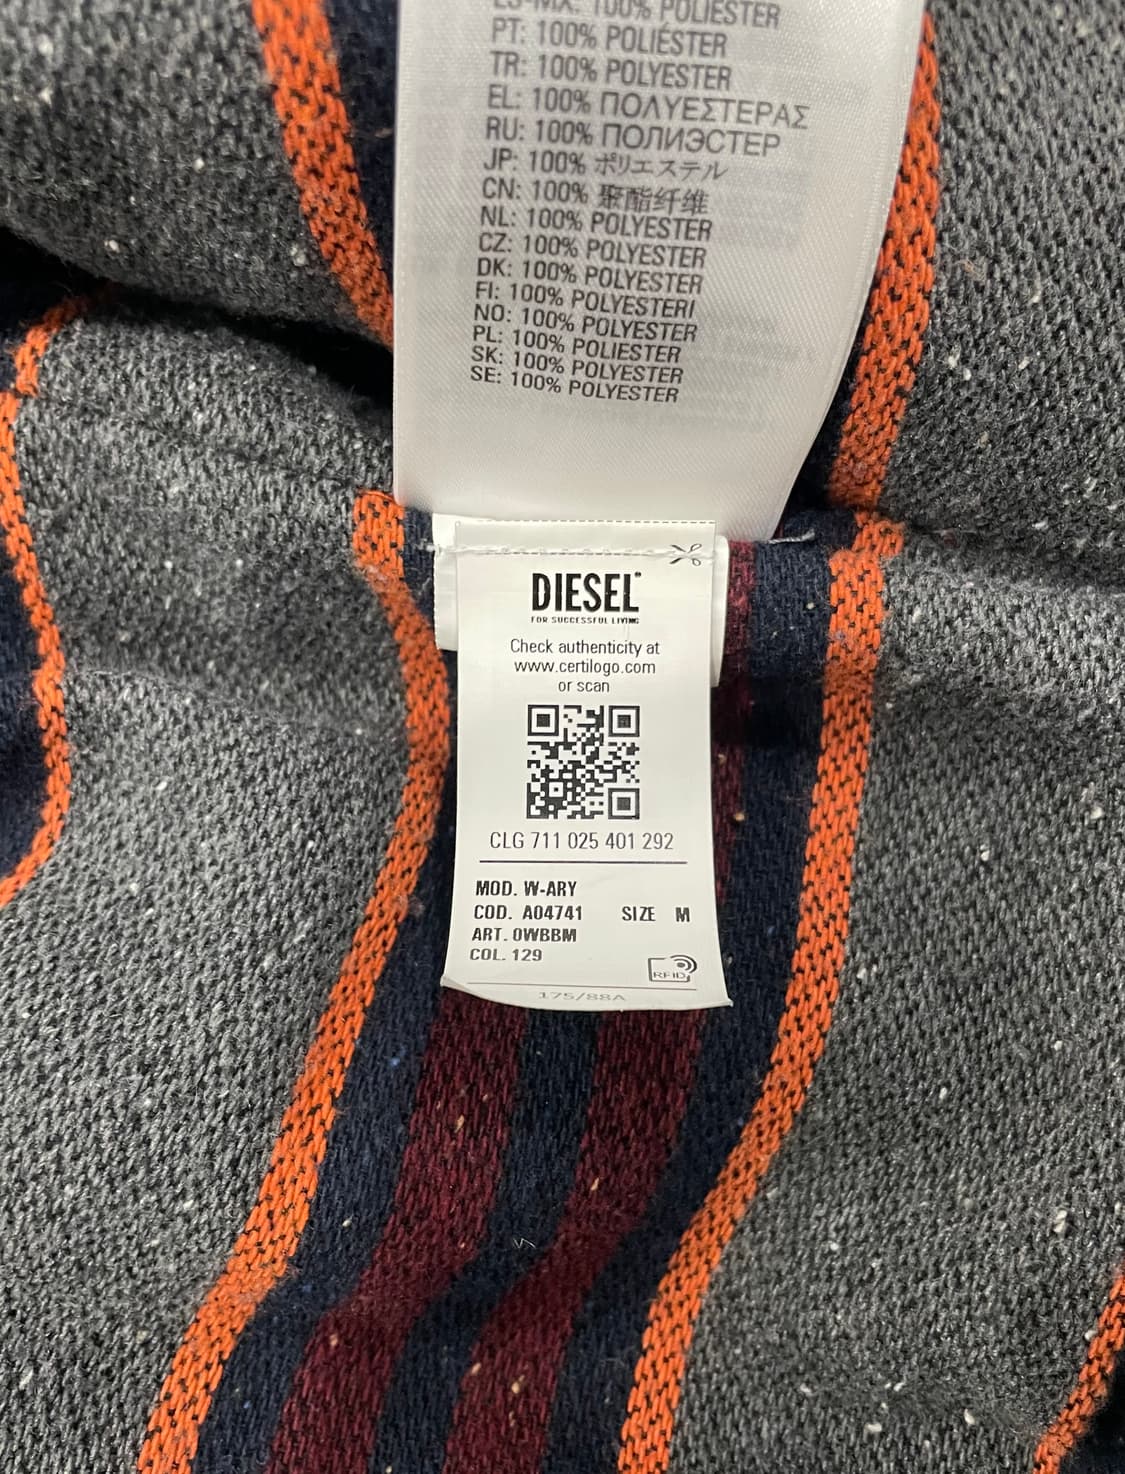 ES-MX: 100% POLIÉSTER
PT: 100% POLIÉSTER
TR: 100% POLYESTER
EL: 100% ΠΟΛΥΕΣΤΕΡΑΣ
RU: 100% ПОЛИЭСТЕР
JP: 100% ポリエステル
CN: 100% 聚酯纤维
NL: 100% POLYESTER
CZ: 100% POLYESTER
DK: 100% POLYESTER
FI: 100% POLYESTERI
NO: 100% POLYESTER
PL: 100% POLIESTER
SK: 100% POLYESTER
SE: 100% POLYESTER
DIESEL
FOR SUCCESSFUL LIVING
Check authenticity at
www.certilogo.com
or scan
CLG 711 025 401 292
MOD. W-ARY
COD. A04741 SIZE M
ART. 0WBBM
COL. 129
RFID
175/88A